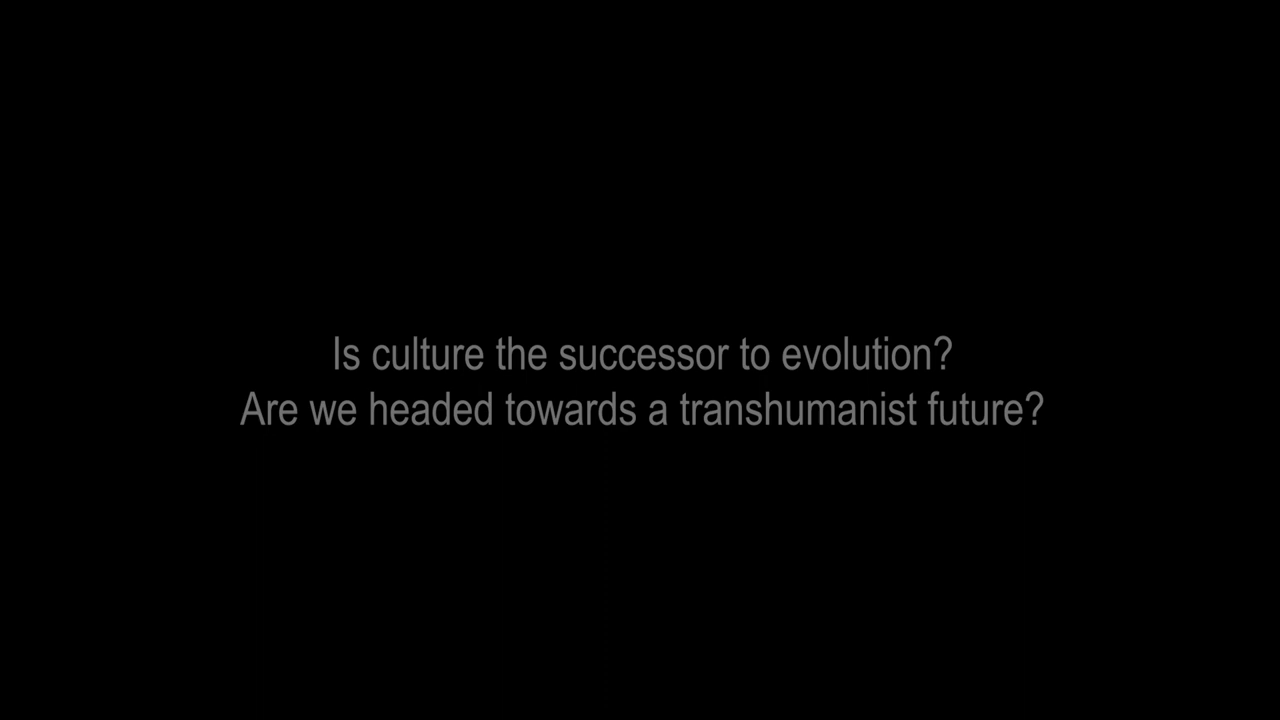 Is culture the successor to evolution?
Are we headed towards a transhumanist future?